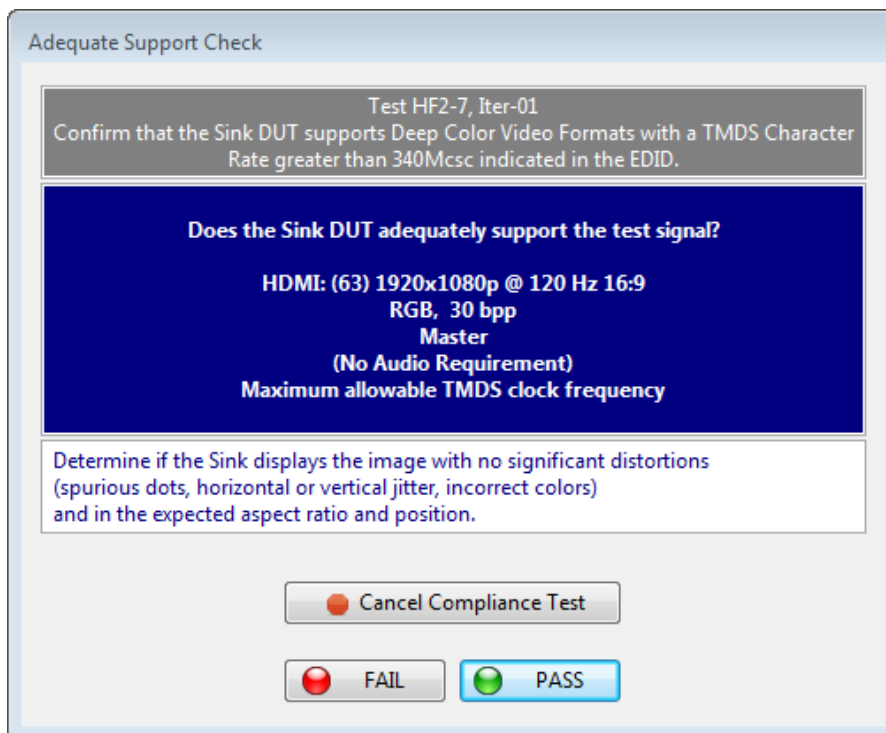 Adequate Support Check
Test HF2-7, Iter-01
Confirm that the Sink DUT supports Deep Color Video Formats with a TMDS Character
Rate greater than 340Mcsc indicated in the EDID.
Does the Sink DUT adequately support the test signal?
HDMI: (63) 1920x1080p @ 120 Hz 16:9
RGB, 30 bpp
Master
(No Audio Requirement)
Maximum allowable TMDS clock frequency
Determine if the Sink displays the image with no significant distortions
(spurious dots, horizontal or vertical jitter, incorrect colors)
and in the expected aspect ratio and position.
Cancel Compliance Test
FAIL PASS